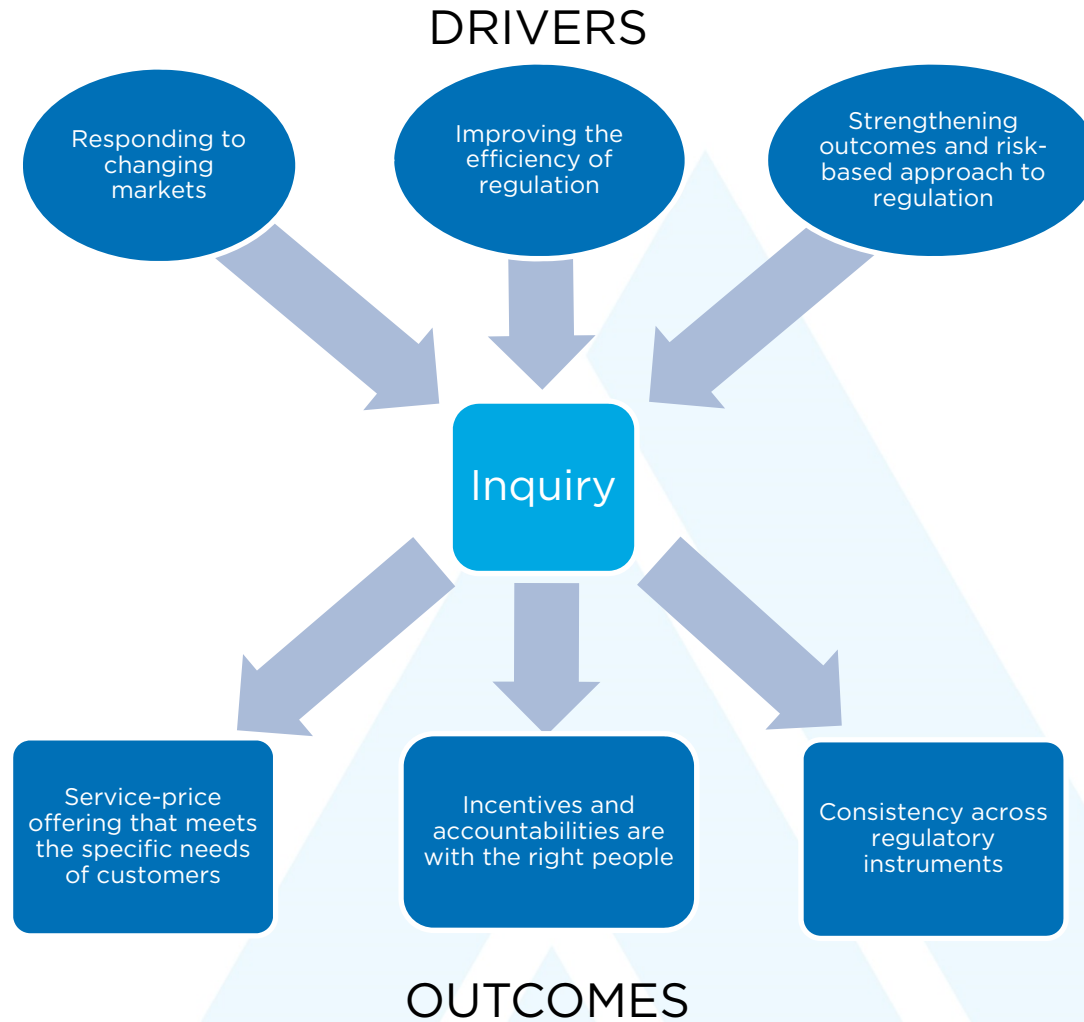 DRIVERS
Responding to
changing
markets
Improving the
efficiency of
regulation
Strengthening
outcomes and risk-
based approach to
regulation
Inquiry
Service-price
offering that meets
the specific needs
of customers
Incentives and
accountabilities are
with the right people
Consistency across
regulatory
instruments
OUTCOMES